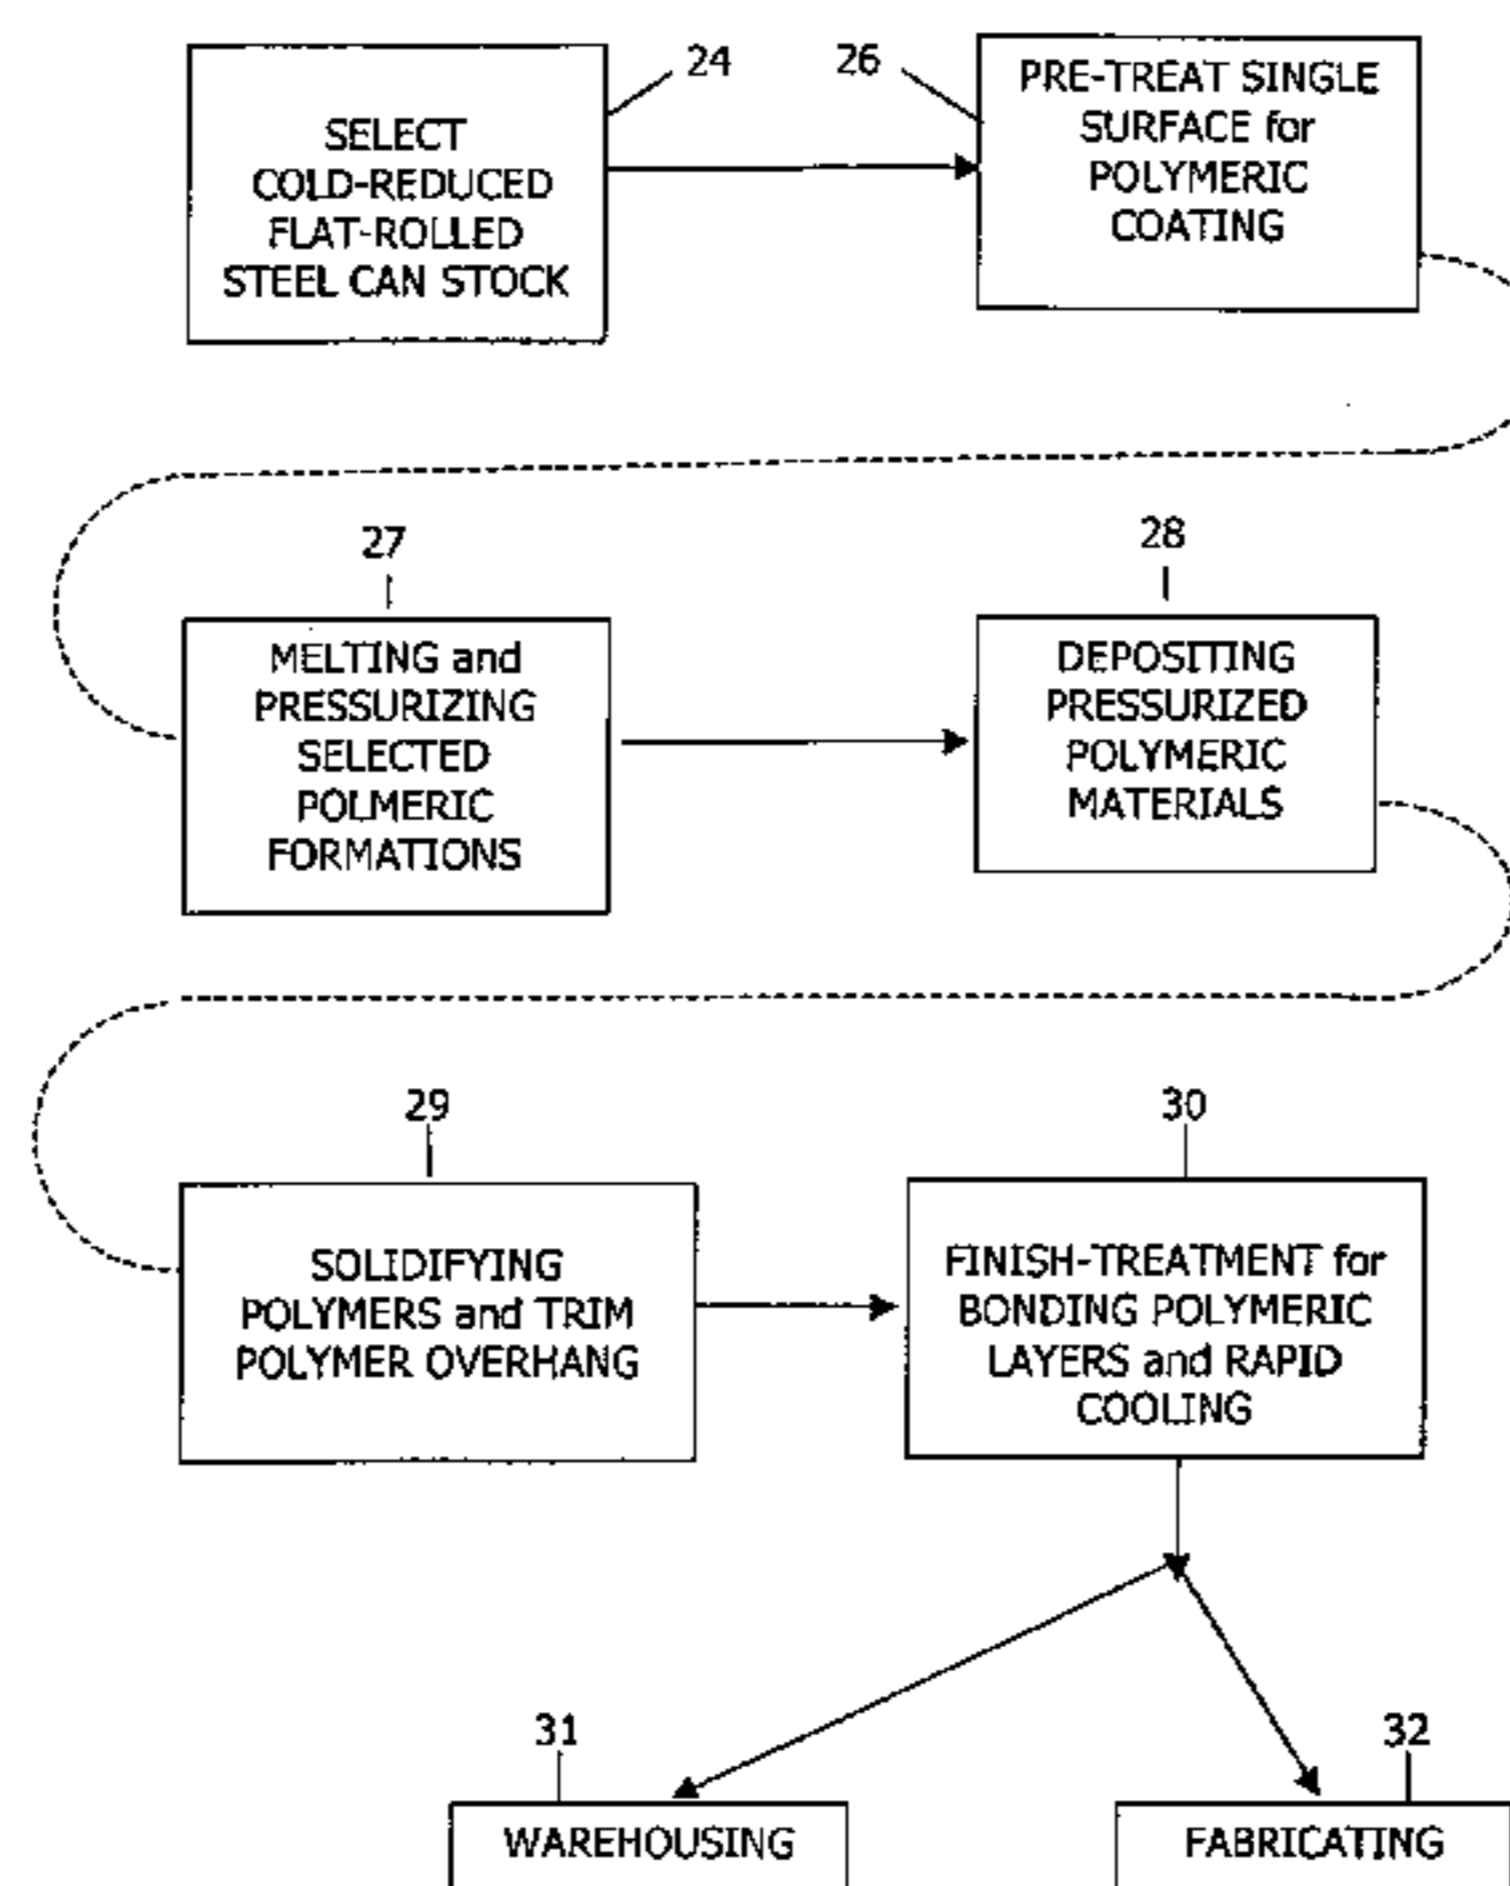 24
26
SELECT
COLD-REDUCED
FLAT-ROLLED
STEEL CAN STOCK
PRE-TREAT SINGLE
SURFACE for
POLYMERIC
COATING
27
28
MELTING and
PRESSURIZING
SELECTED
POLMERIC
FORMATIONS
DEPOSITING
PRESSURIZED
POLYMERIC
MATERIALS
29
30
SOLIDIFYING
POLYMERS and TRIM
POLYMER OVERHANG
FINISH-TREATMENT for
BONDING POLYMERIC
LAYERS and RAPID
COOLING
31
32
WAREHOUSING
FABRICATING